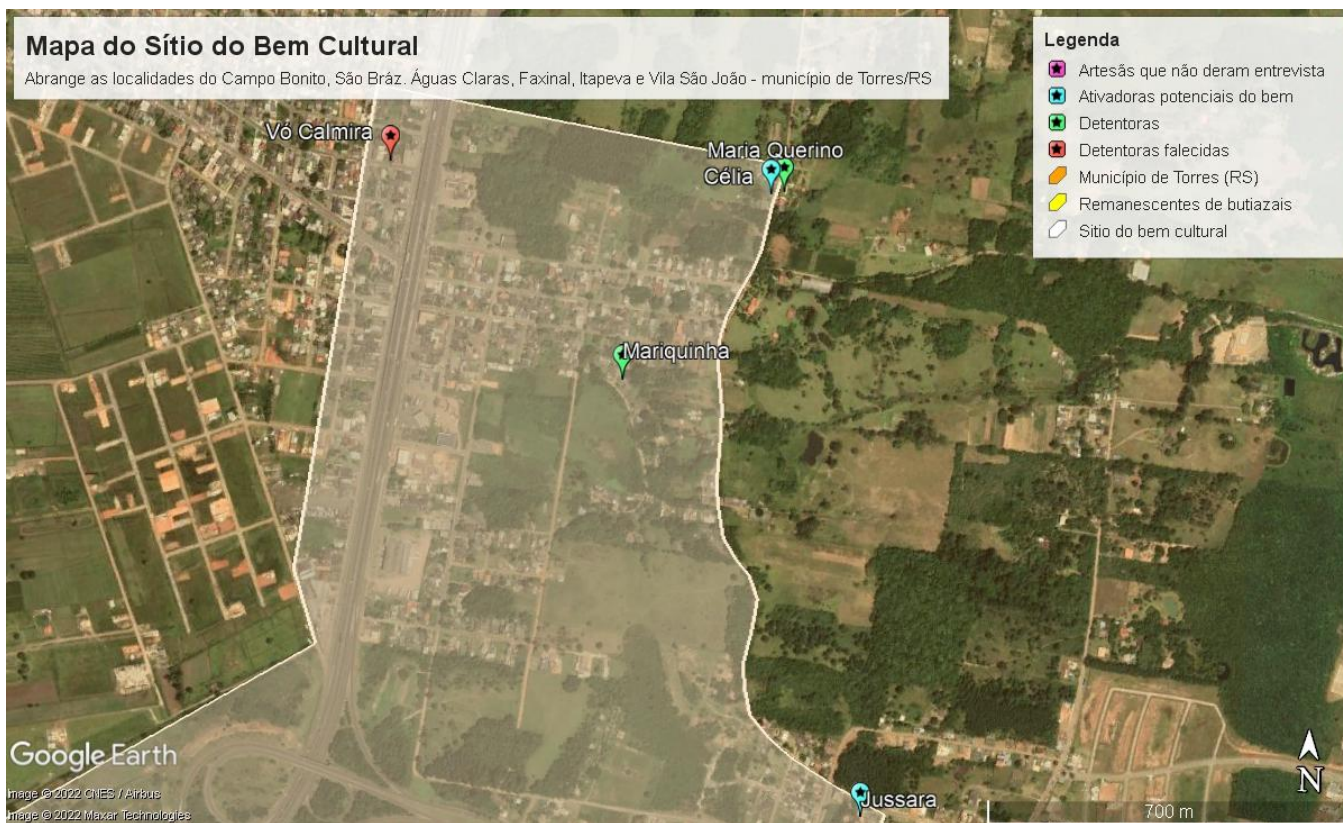 Mapa do Sítio do Bem Cultural
Abrange as localidades do Campo Bonito, São Bráz. Águas Claras, Faxinal, Itapeva e Vila São João - município de Torres/RS
Legenda
Artesãs que não deram entrevista
Ativadoras potenciais do bem
Detentoras
Detentoras falecidas
Município de Torres (RS)
Remanescentes de butiazais
Sitio do bem cultural
Vó Calmira
Maria Querino
Célia
Mariquinha
Jussara
Google Earth
Image © 2022 CNES / Airbus
Image © 2022 Maxar Technologies
N
700 m